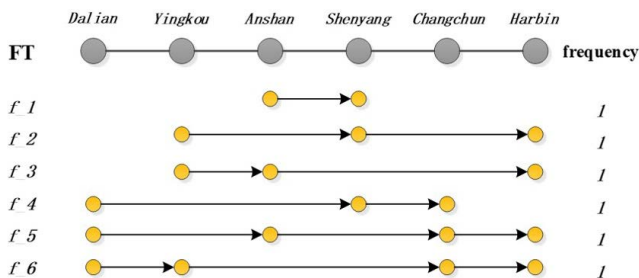 Dalian Yingkou Anshan Shenyang Changchun Harbin
FT frequency
f_1 1
f_2 1
f_3 1
f_4 1
f_5 1
f_6 1